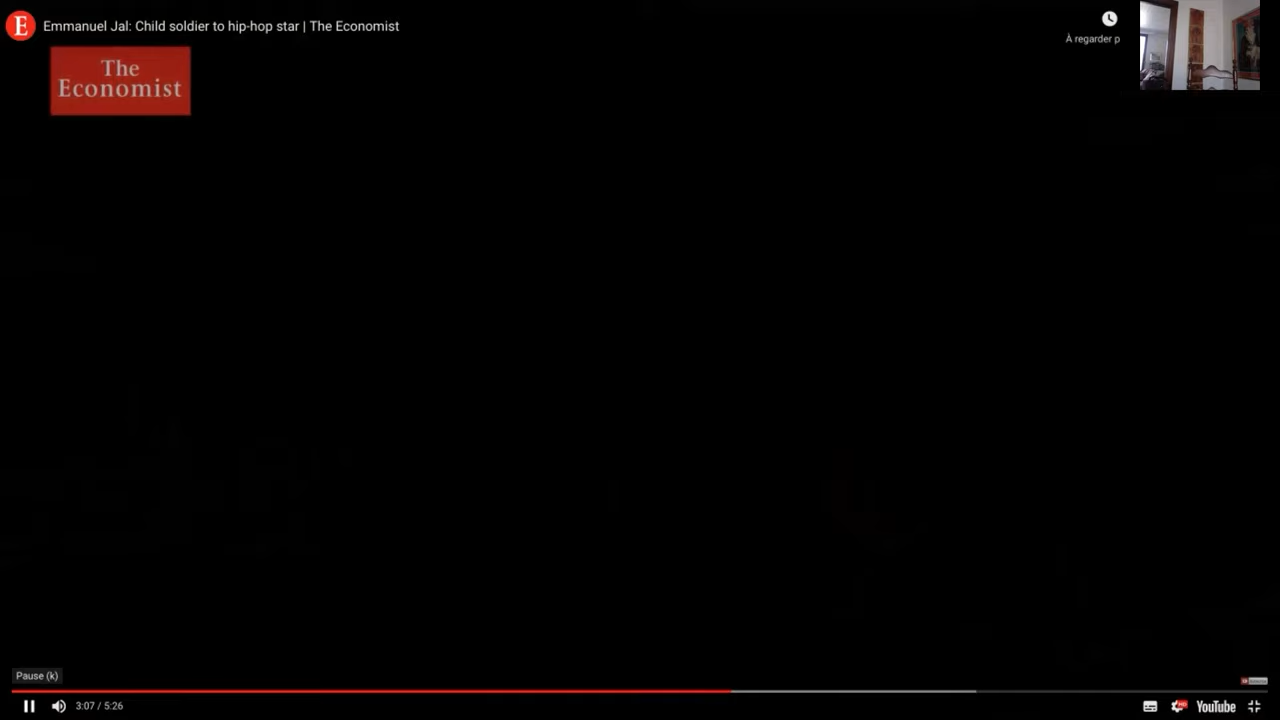 E Emmanuel Jal: Child soldier to hip-hop star | The Economist
À regarder p
The
Economist
Pause (k)
3:07 / 5:26
HD
YouTube